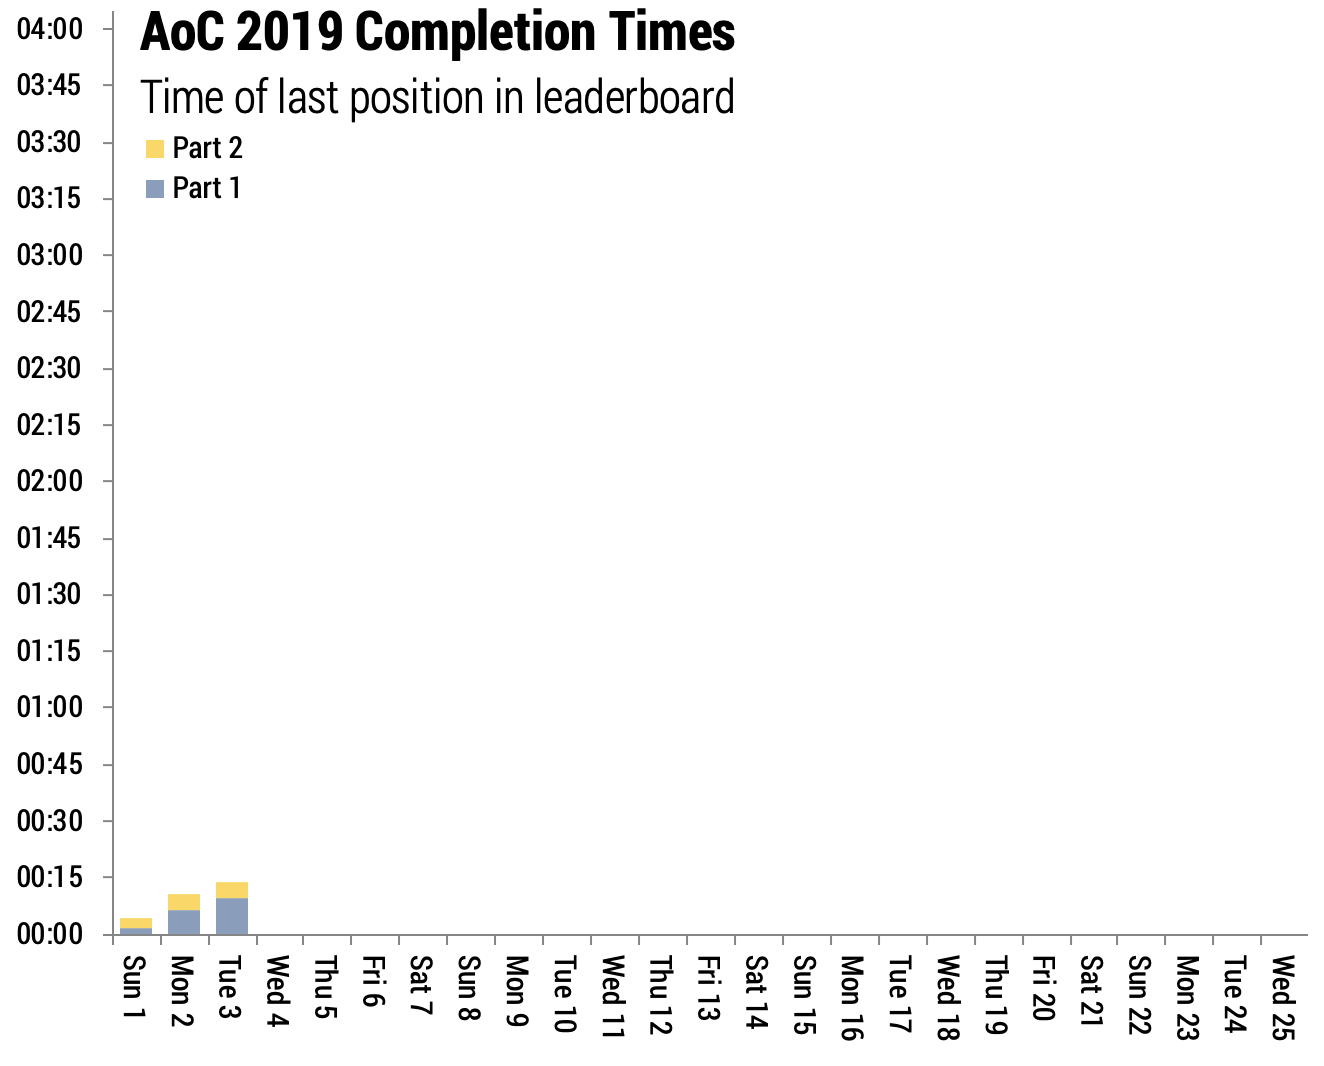 AoC 2019 Completion Times
Time of last position in leaderboard
Part 2
Part 1
04:00
03:45
03:30
03:15
03:00
02:45
02:30
02:15
02:00
01:45
01:30
01:15
01:00
00:45
00:30
00:15
00:00
Sun 1
Mon 2
Tue 3
Wed 4
Thu 5
Fri 6
Sat 7
Sun 8
Mon 9
Tue 10
Wed 11
Thu 12
Fri 13
Sat 14
Sun 15
Mon 16
Tue 17
Wed 18
Thu 19
Fri 20
Sat 21
Sun 22
Mon 23
Tue 24
Wed 25